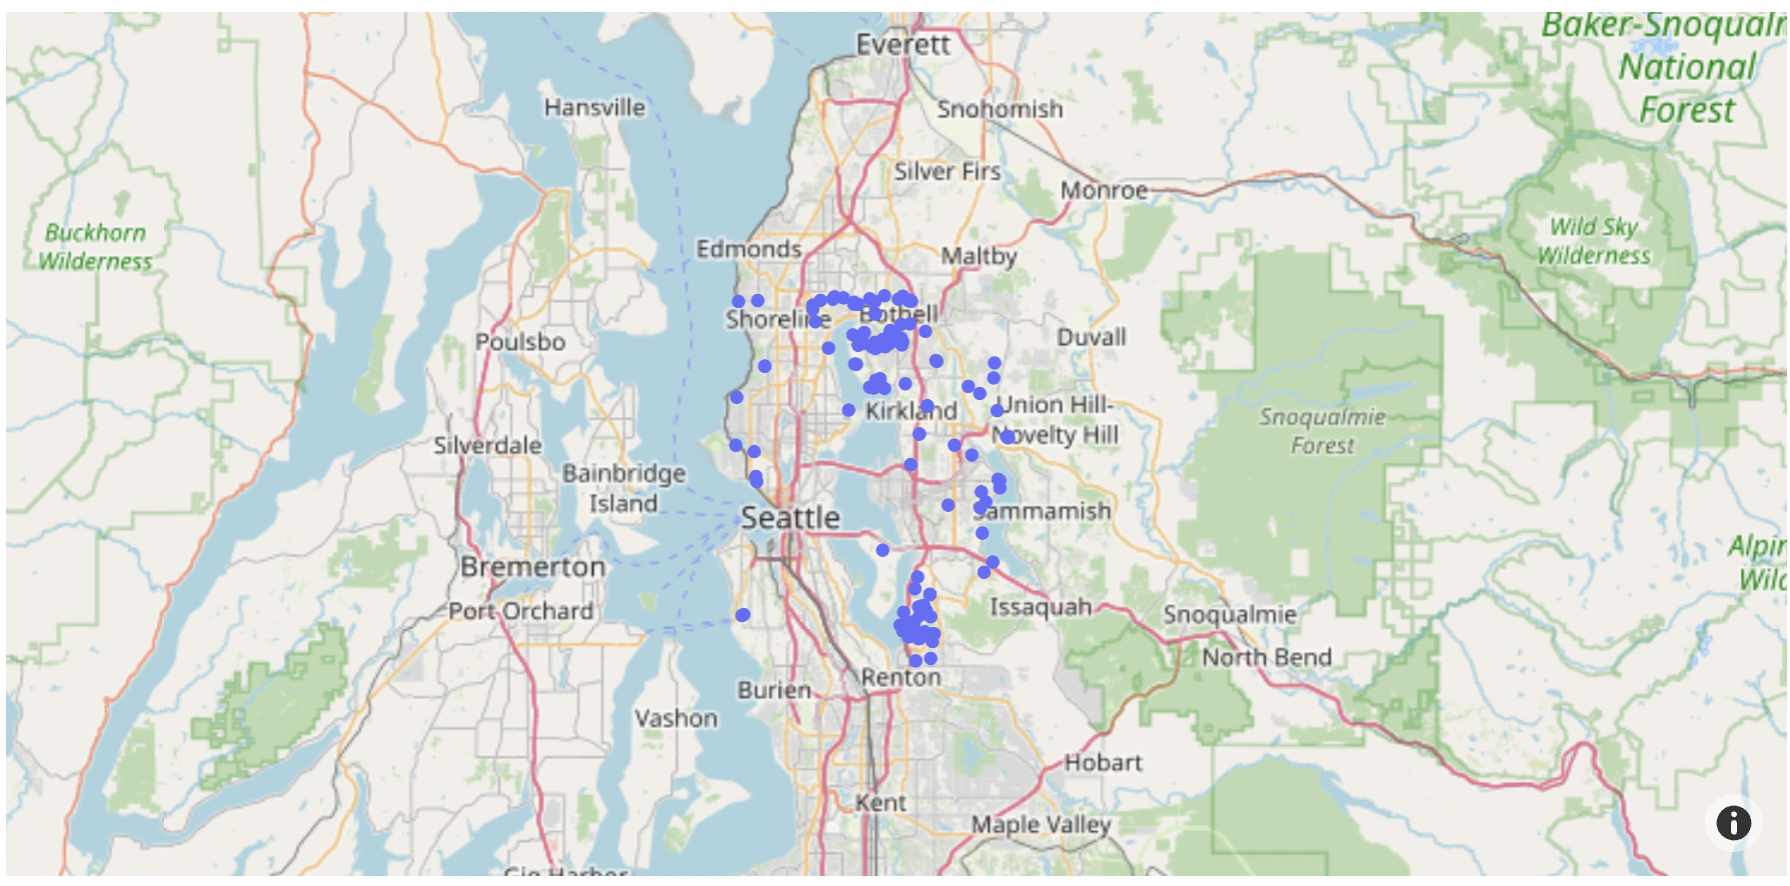 Baker-Snoqualm
National
Forest
Everett
Hansville
Snohomish
Silver Firs
Monroe
Buckhorn
Wilderness
Wild Sky
Wilderness
Edmonds
Maltby
Shoreline
Bothell
Poulsbo
Duvall
Kirkland
Union Hill-
Novelty Hill
Snoqualmie
Forest
Silverdale
Bainbridge
Island
Seattle
Sammamish
Alpin
Wild
Bremerton
Port Orchard
Issaquah
Snoqualmie
North Bend
Renton
Burien
Vashon
Hobart
Kent
Maple Valley
Gig Harbor
i